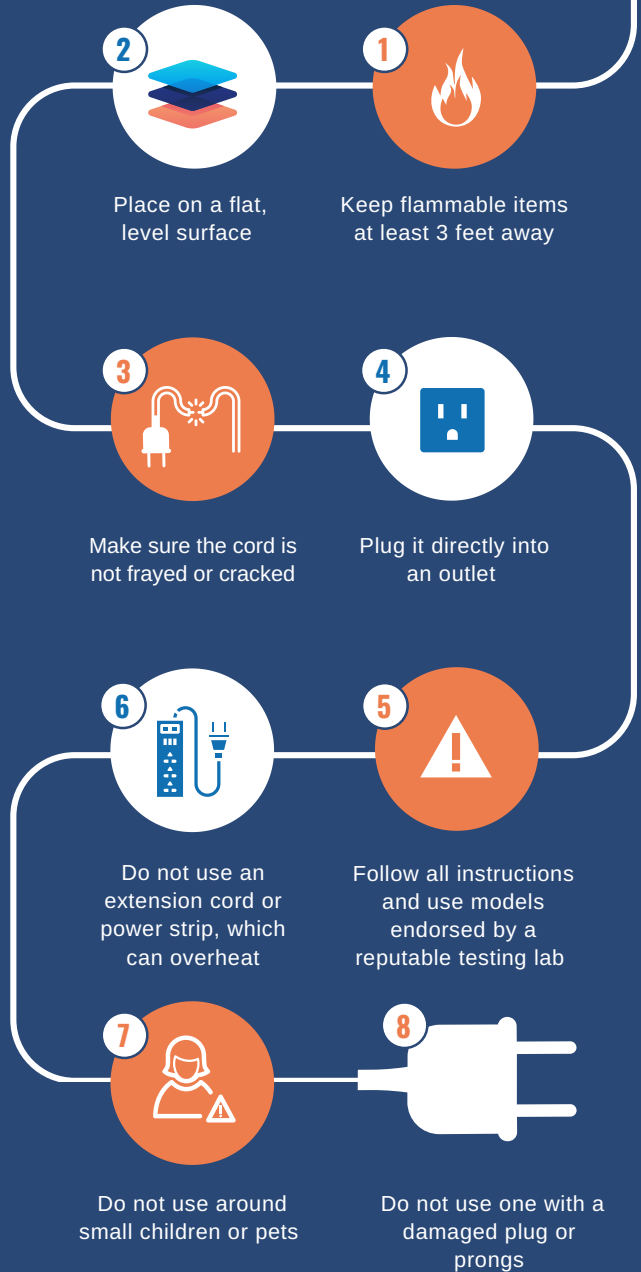 1
Keep flammable items
at least 3 feet away
2
Place on a flat,
level surface
3
Make sure the cord is
not frayed or cracked
4
Plug it directly into
an outlet
5
Follow all instructions
and use models
endorsed by a
reputable testing lab
6
Do not use an
extension cord or
power strip, which
can overheat
7
Do not use around
small children or pets
8
Do not use one with a
damaged plug or
prongs